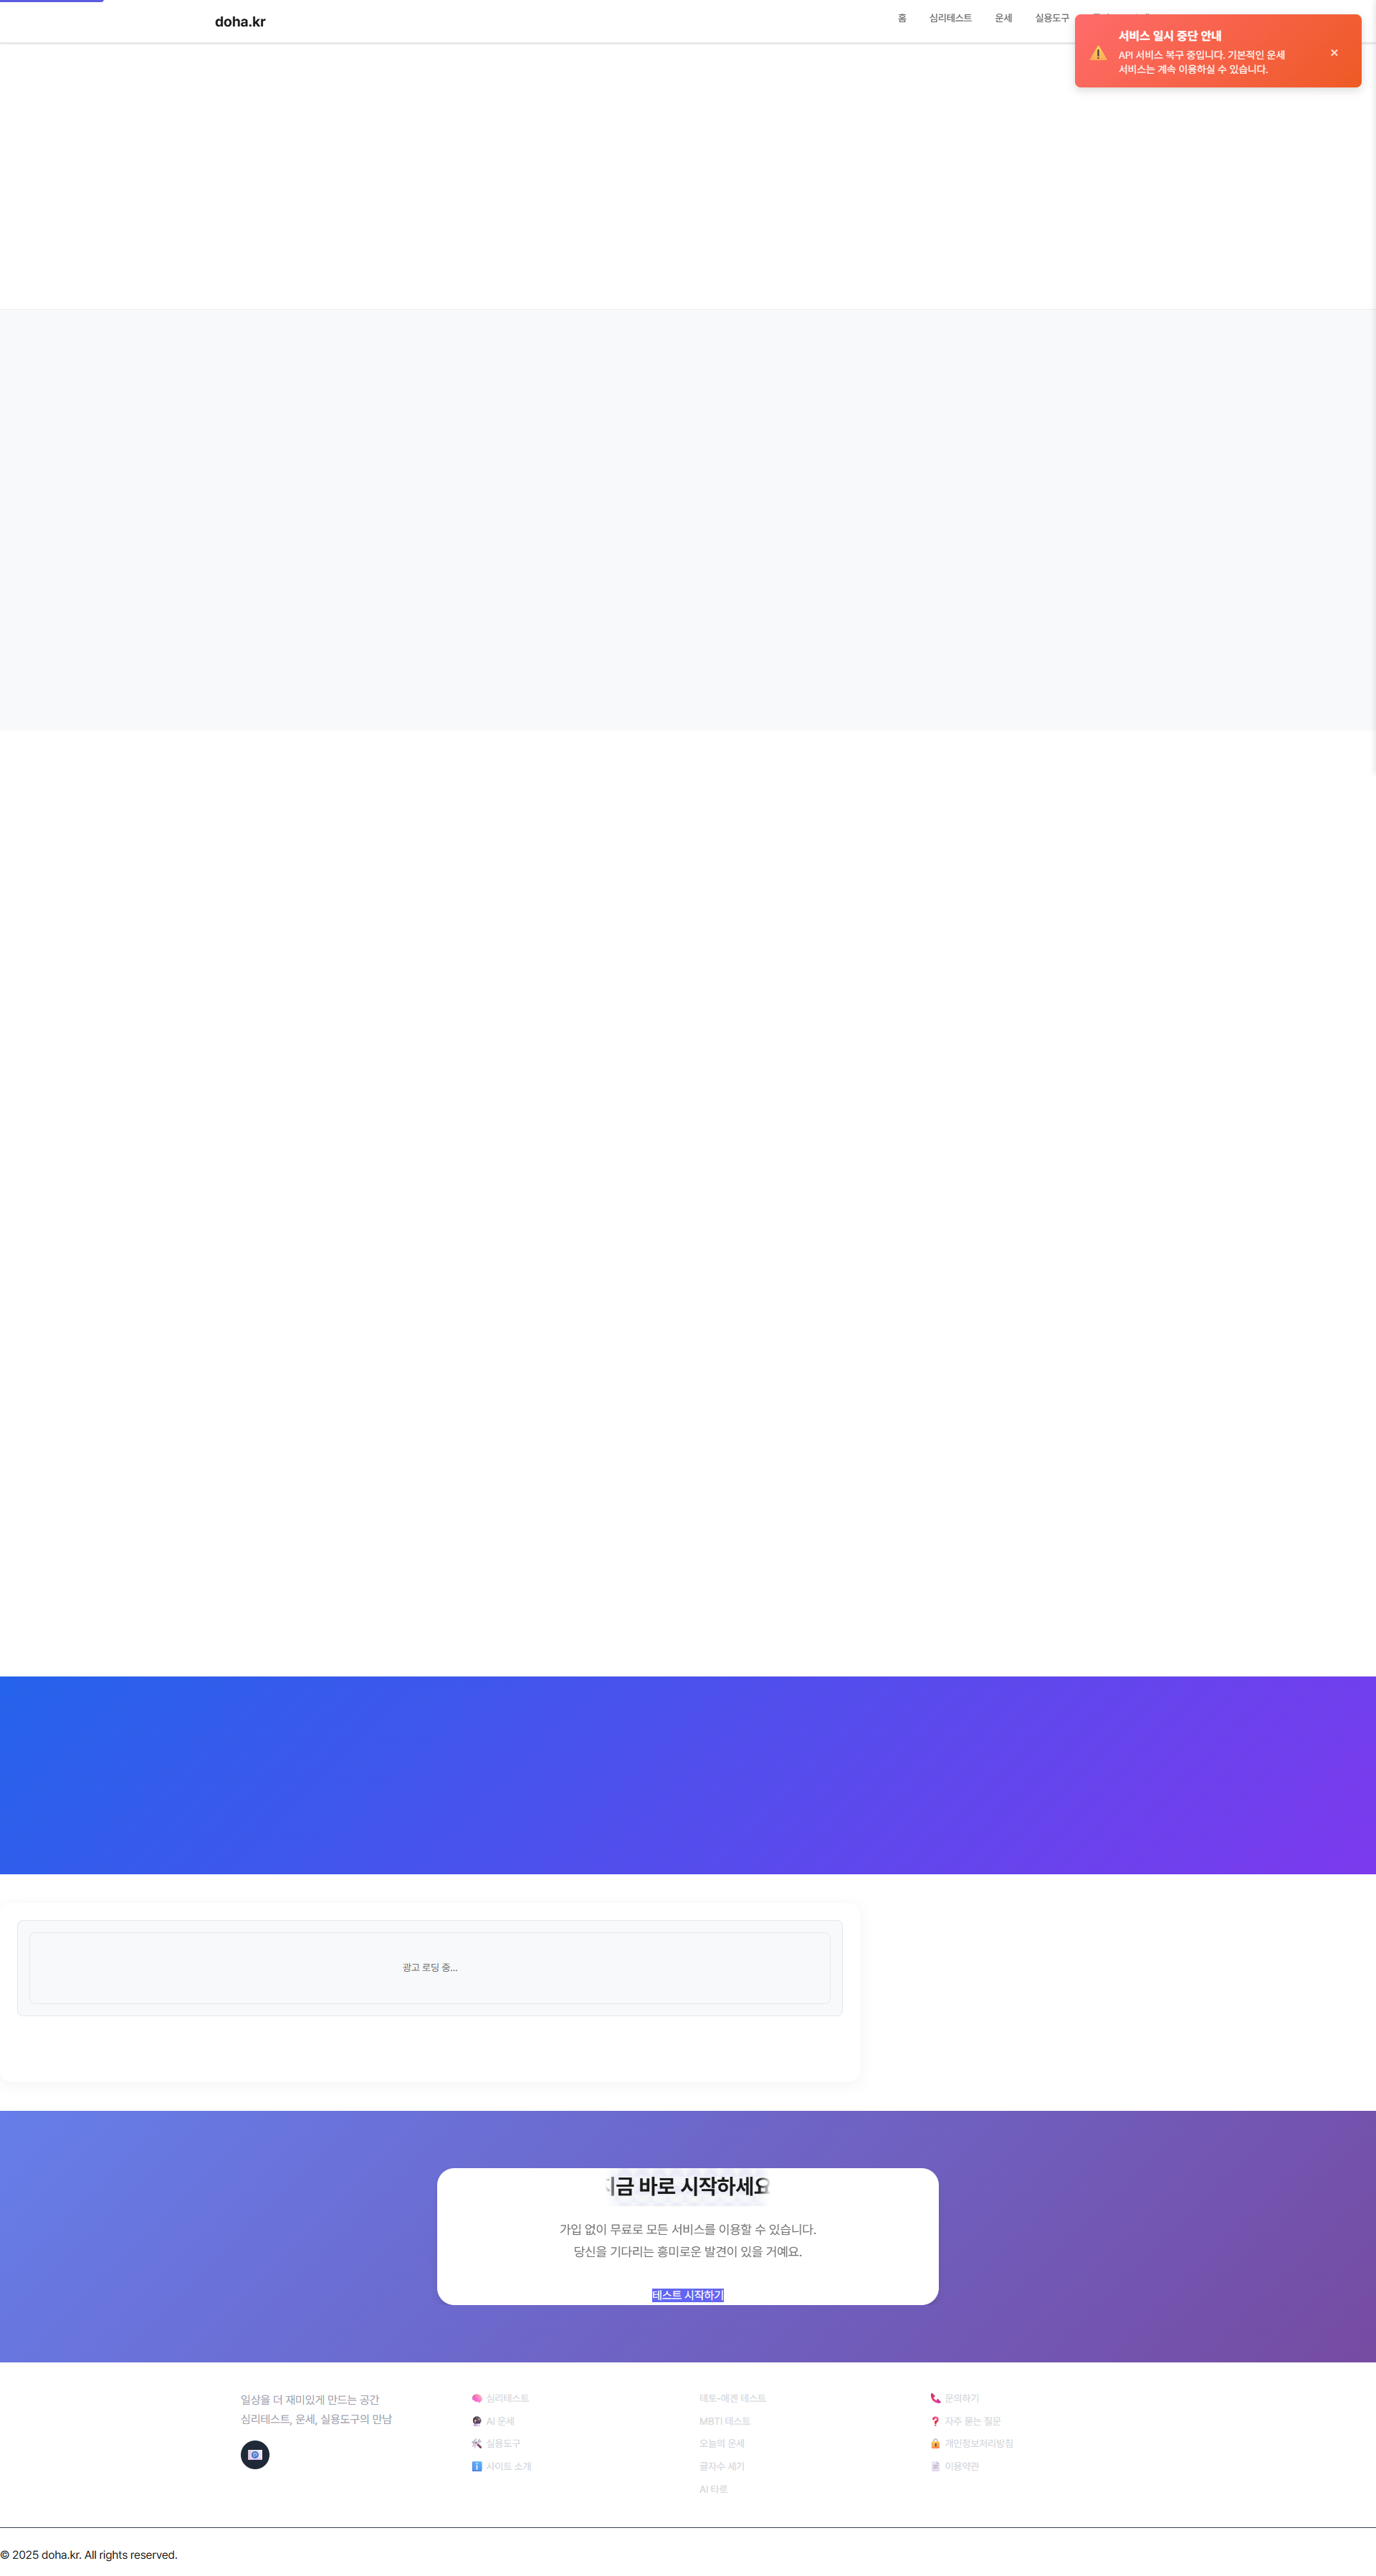 doha.kr
홈
심리테스트
운세
실용도구
서비스 일시 중단 안내
API 서비스 복구 중입니다. 기본적인 운세
서비스는 계속 이용하실 수 있습니다.
×
광고 로딩 중...
지금 바로 시작하세요
가입 없이 무료로 모든 서비스를 이용할 수 있습니다.
당신을 기다리는 흥미로운 발견이 있을 거예요.
테스트 시작하기
일상을 더 재미있게 만드는 공간
심리테스트, 운세, 실용도구의 만남
심리테스트
AI 운세
실용도구
사이트 소개
테토-에겐 테스트
MBTI 테스트
오늘의 운세
글자수 세기
AI 타로
문의하기
자주 묻는 질문
개인정보처리방침
이용약관
© 2025 doha.kr. All rights reserved.